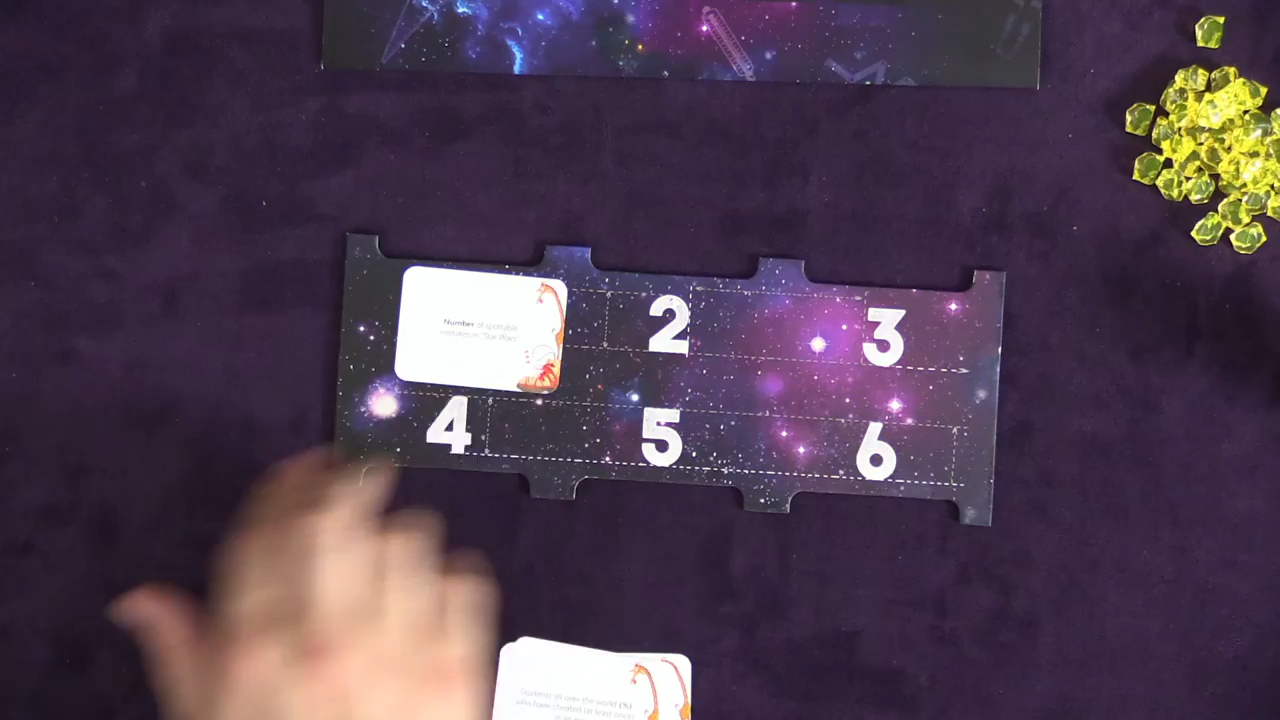 Number of spottable
mistakes in "Star Wars"
2
3
4
5
6
Students all over the world (%)
who have cheated (at least once)